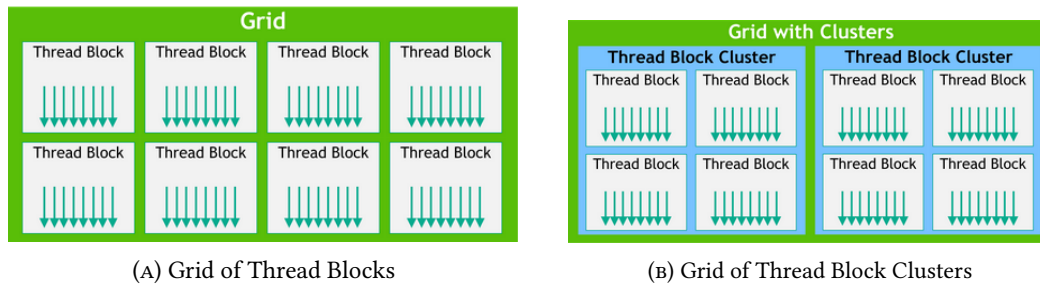 Grid
Thread Block Thread Block Thread Block Thread Block
Thread Block Thread Block Thread Block Thread Block
(A) Grid of Thread Blocks
Grid with Clusters
Thread Block Cluster Thread Block Cluster
Thread Block Thread Block Thread Block Thread Block
Thread Block Thread Block Thread Block Thread Block
(B) Grid of Thread Block Clusters